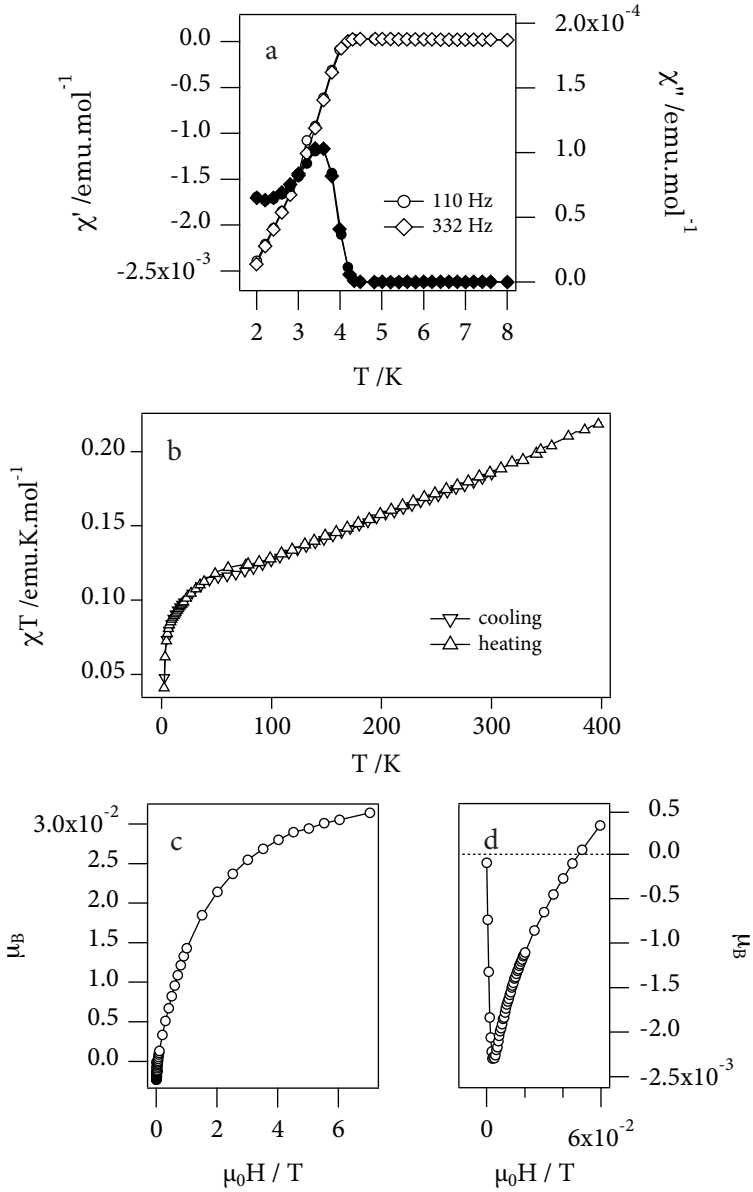 a
0.0
-0.5
-1.0
-1.5
-2.0
-2.5x10⁻³
χ' /emu.mol⁻¹
2.0x10⁻⁴
1.5
1.0
0.5
0.0
χ'' /emu.mol⁻¹
110 Hz
332 Hz
2 3 4 5 6 7 8
T /K
b
0.20
0.15
0.10
0.05
χT /emu.K.mol⁻¹
cooling
heating
0 100 200 300 400
T /K
c
3.0x10⁻²
2.5
2.0
1.0
0.5
0.0
μB
0 2 4 6
μ₀H / T
d
0.5
0.0
-0.5
-1.0
-1.5
-2.0
-2.5x10⁻³
μB
0 6x10⁻²
μ₀H / T